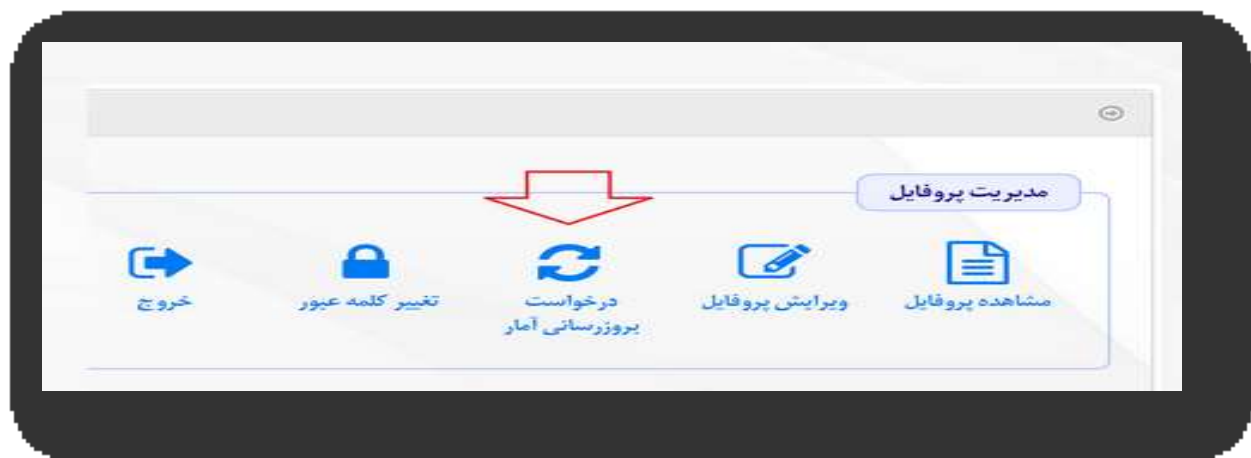 مدیریت پروفایل
مشاهده پروفایل
ویرایش پروفایل
درخواست
بروزرسانی آمار
تغییر کلمه عبور
خروج